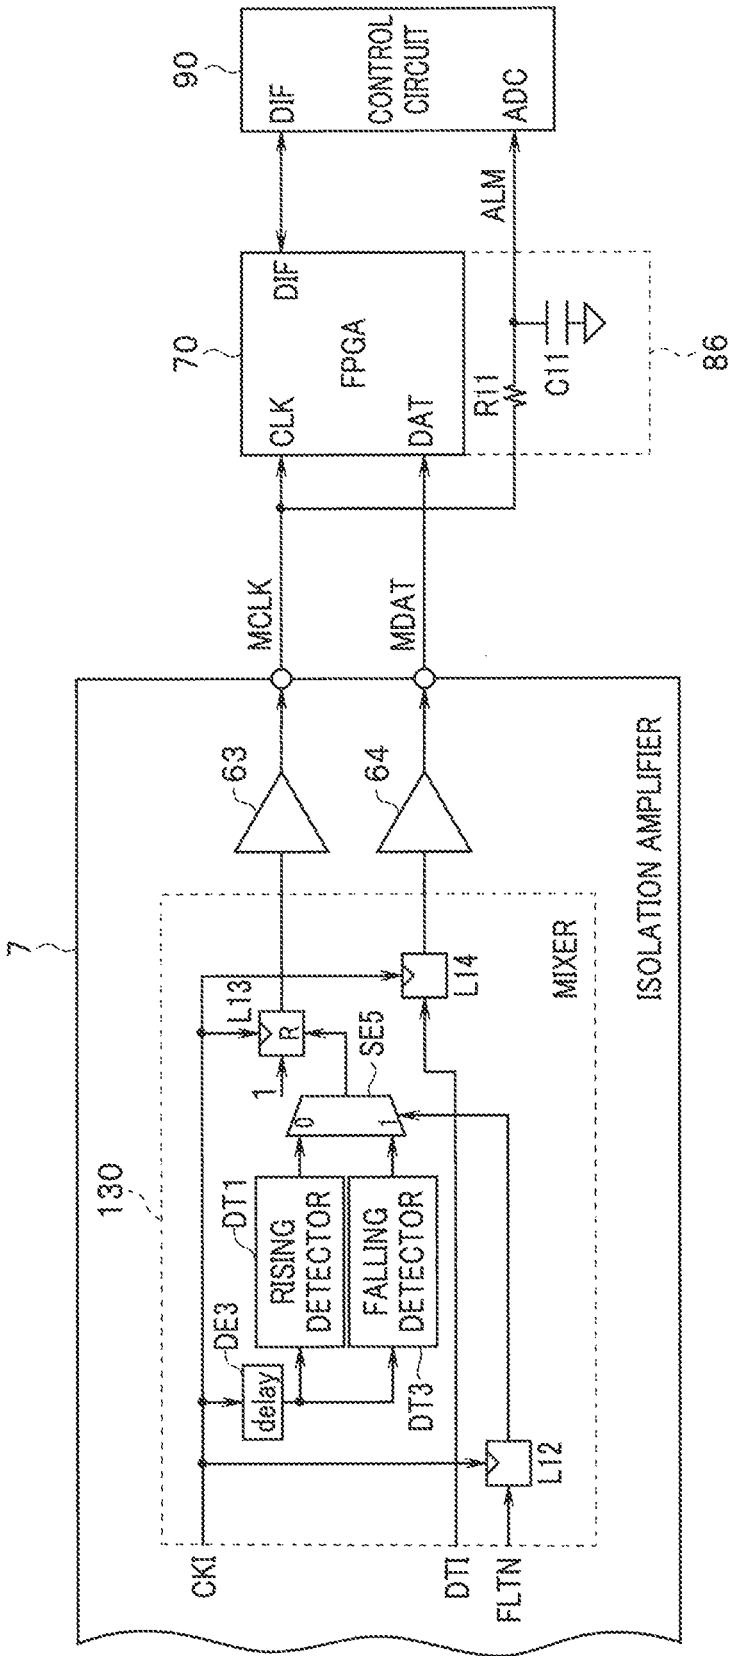 7
130
CKI
DTI
FLTN
L12
DE3
delay
DT1
RISING
DETECTOR
FALLING
DETECTOR
DT3
0
1
SE5
1
L13
R
L14
MIXER
63
64
ISOLATION AMPLIFIER
MCLK
MDAT
70
CLK
DAT
FPGA
DIF
R11
C11
86
ALM
90
DIF
CONTROL
CIRCUIT
ADC